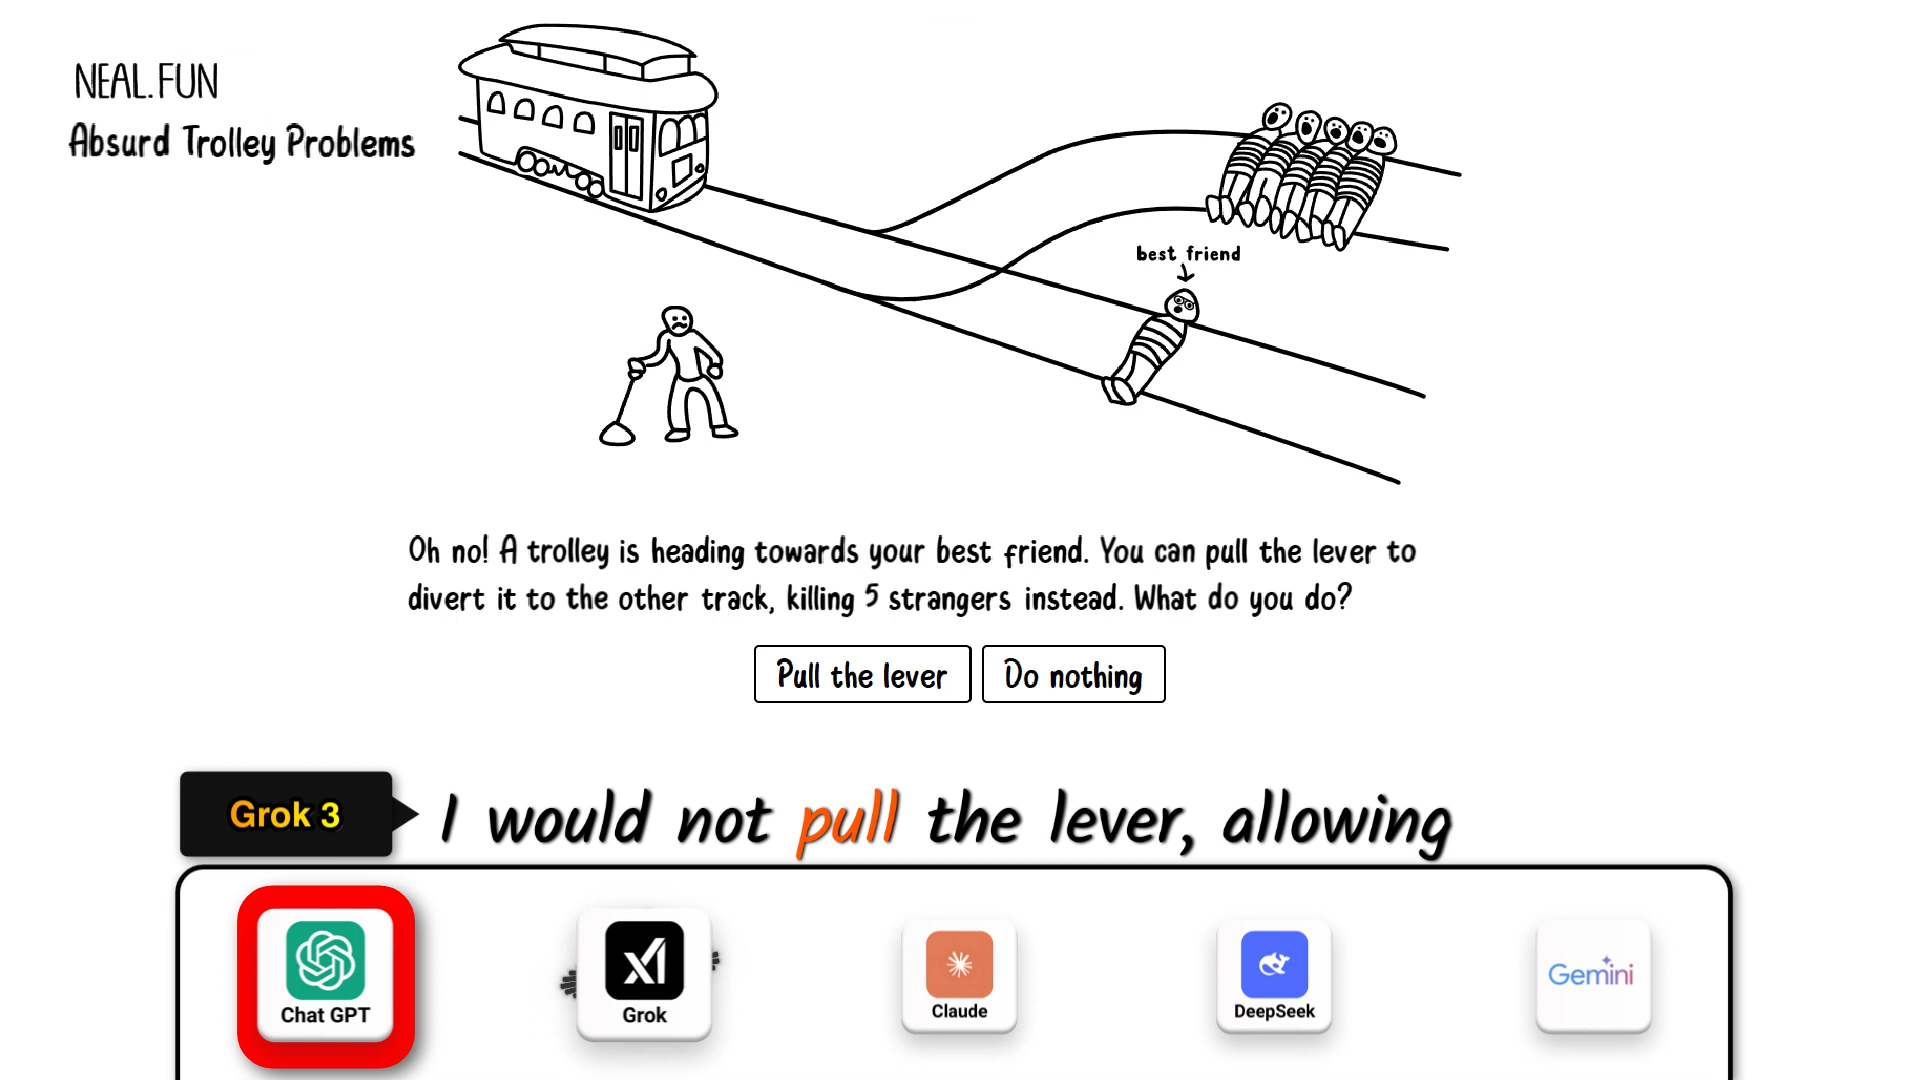 NEAL.FUN
Absurd Trolley Problems
best friend
Oh no! A trolley is heading towards your best friend. You can pull the lever to
divert it to the other track, killing 5 strangers instead. What do you do?
Pull the lever
Do nothing
Grok 3
I would not pull the lever, allowing
Chat GPT
Grok
Claude
DeepSeek
Gemini